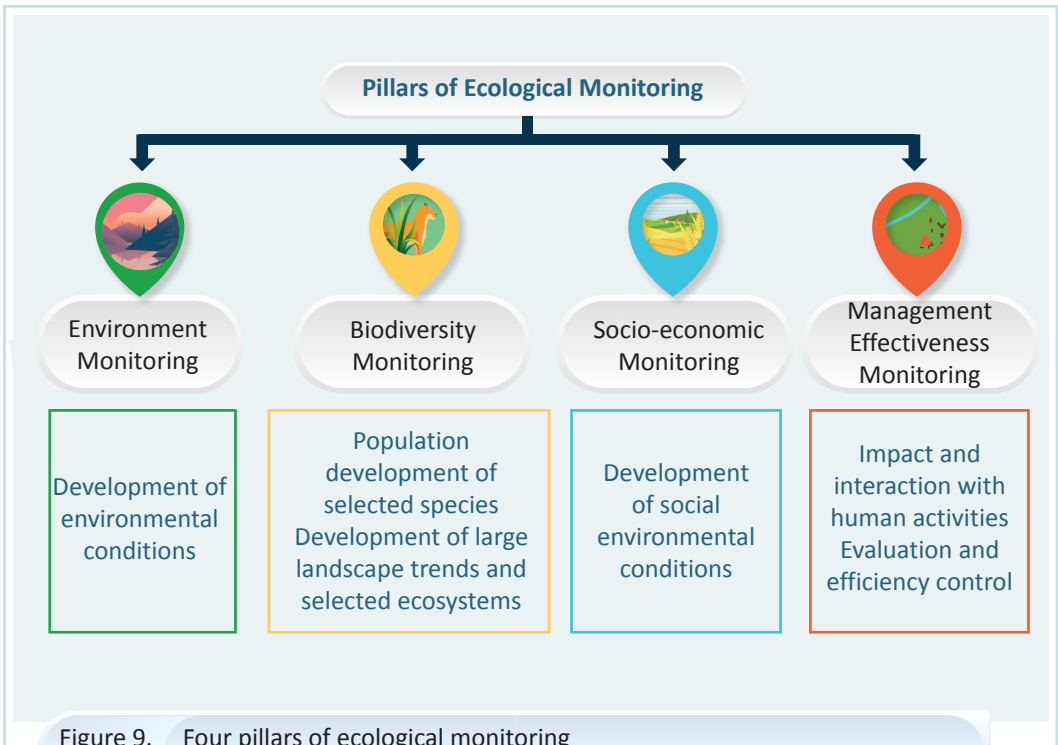 Pillars of Ecological Monitoring
Environment
Monitoring
Biodiversity
Monitoring
Socio-economic
Monitoring
Management
Effectiveness
Monitoring
Development of
environmental
conditions
Population
development of
selected species
Development of large
landscape trends and
selected ecosystems
Development
of social
environmental
conditions
Impact and
interaction with
human activities
Evaluation and
efficiency control
Figure 9. Four pillars of ecological monitoring